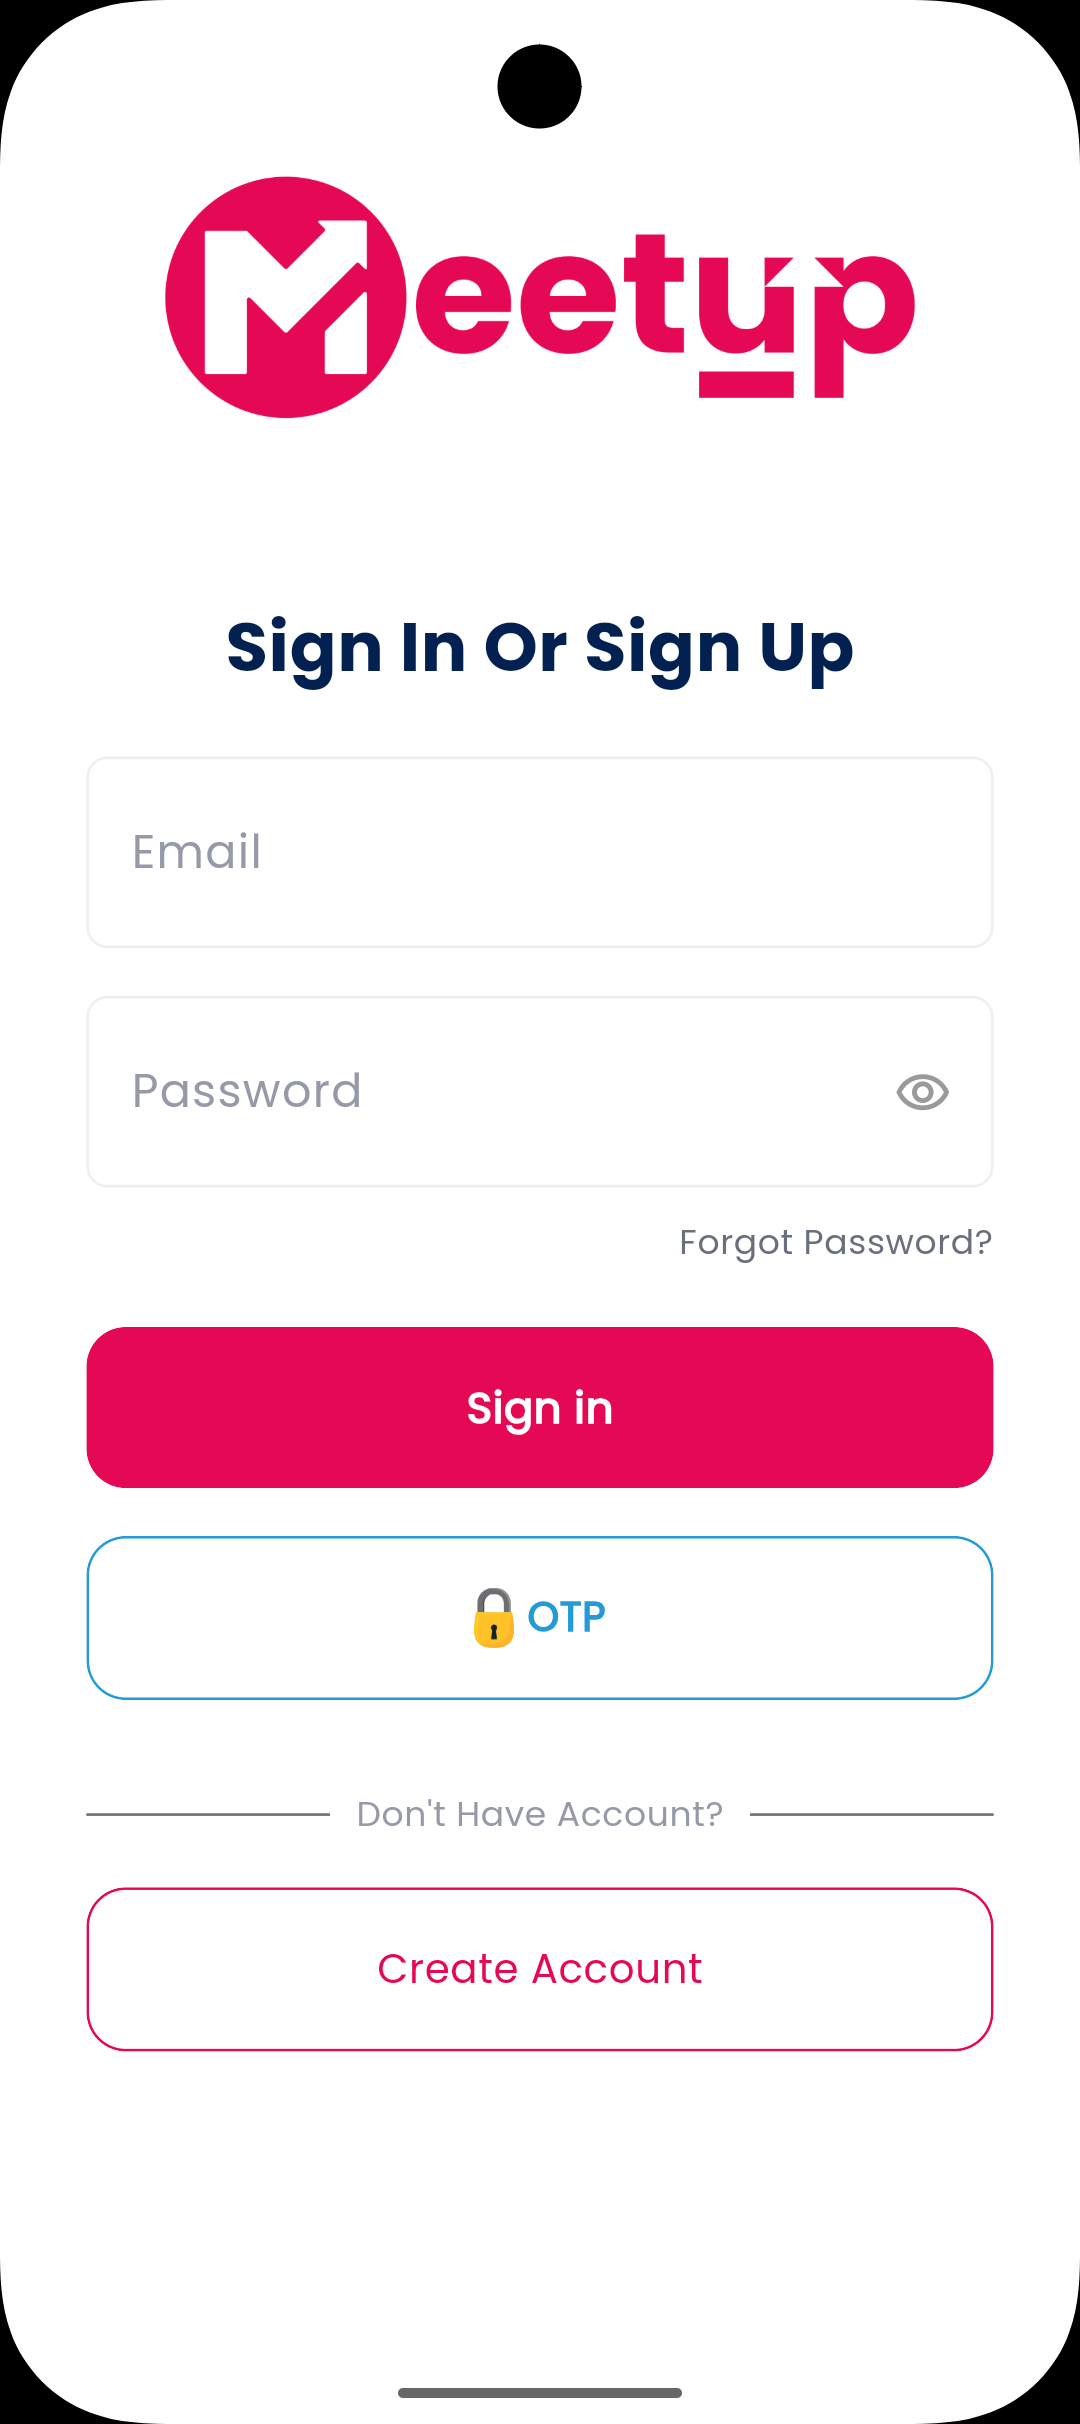 Meetup
Sign In Or Sign Up
Email
Password
Forgot Password?
Sign in
OTP
Don't Have Account?
Create Account